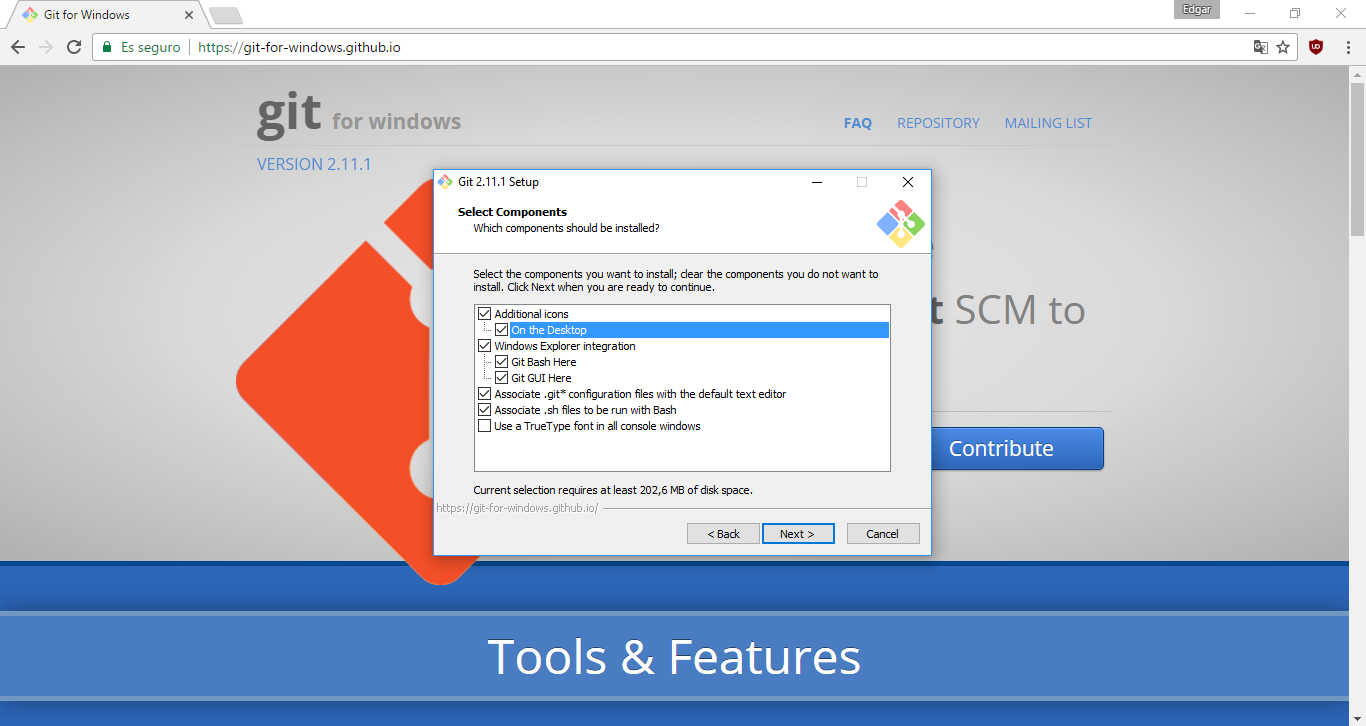 Git for Windows
Edgar
Es seguro
https://git-for-windows.github.io
git for windows
FAQ
REPOSITORY
MAILING LIST
VERSION 2.11.1
Git 2.11.1 Setup
Select Components
Which components should be installed?
Select the components you want to install; clear the components you do not want to
install. Click Next when you are ready to continue.
Additional icons
On the Desktop
Windows Explorer integration
Git Bash Here
Git GUI Here
Associate .git* configuration files with the default text editor
Associate .sh files to be run with Bash
Use a TrueType font in all console windows
SCM to
Contribute
Current selection requires at least 202,6 MB of disk space.
https://git-for-windows.github.io/
< Back
Next >
Cancel
Tools & Features